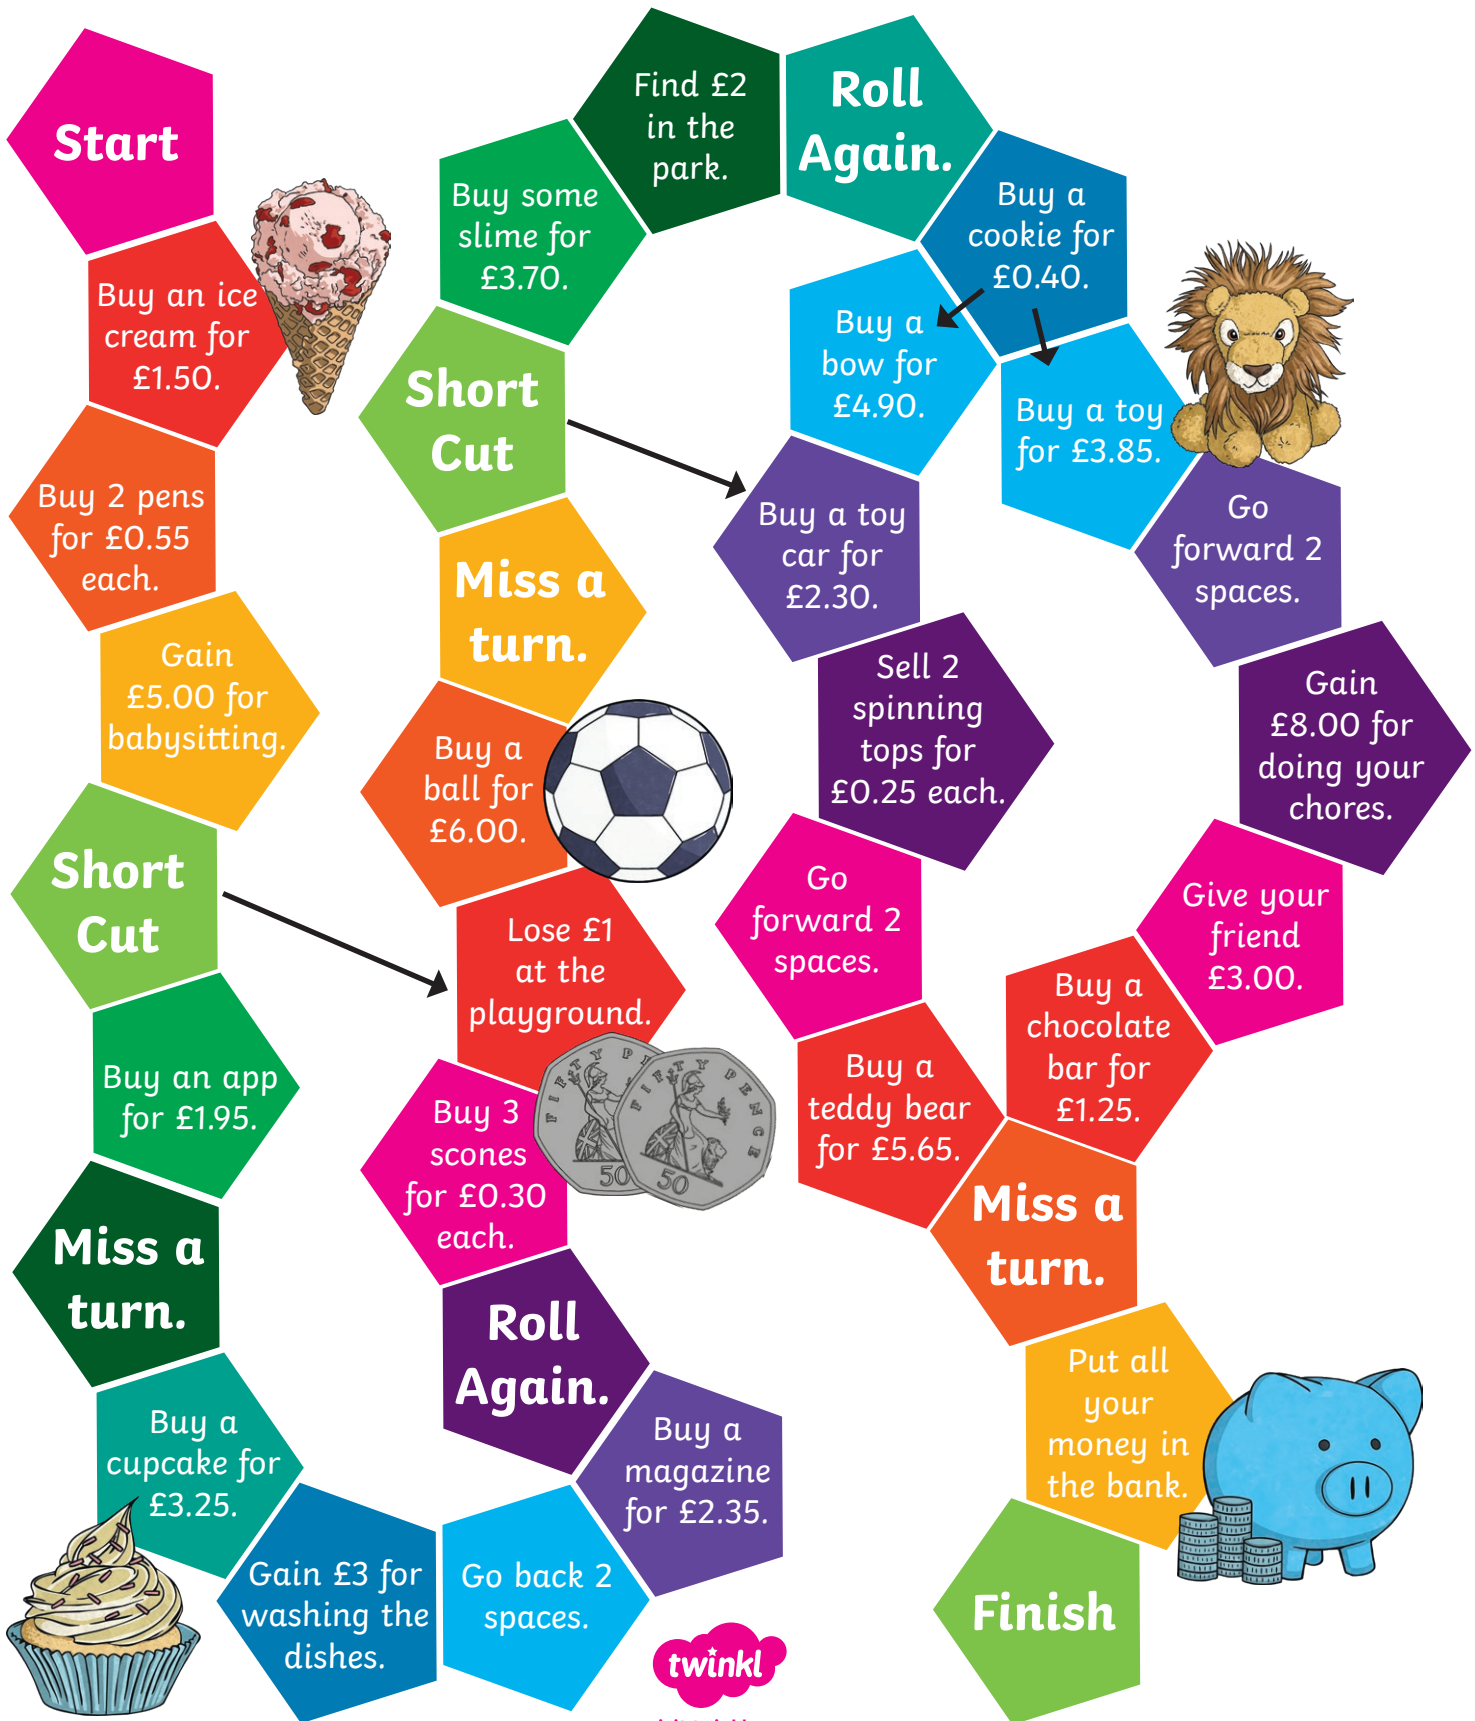 Start
Buy an ice
cream for
£1.50.
Buy 2 pens
for £0.55
each.
Gain
£5.00 for
babysitting.
Short
Cut
Buy an app
for £1.95.
Miss a
turn.
Buy a
cupcake for
£3.25.
Gain £3 for
washing the
dishes.
Go back 2
spaces.
Buy a
magazine
for £2.35.
Roll
Again.
Buy 3
scones
for £0.30
each.
FIFTY PE
50
FIFTY PENCE
50
Lose £1
at the
playground.
Buy a
ball for
£6.00.
Miss a
turn.
Short
Cut
Buy some
slime for
£3.70.
Find £2
in the
park.
Roll
Again.
Buy a
cookie for
£0.40.
Buy a
bow for
£4.90.
Buy a toy
car for
£2.30.
Sell 2
spinning
tops for
£0.25 each.
Go
forward 2
spaces.
Buy a
teddy bear
for £5.65.
Buy a toy
for £3.85.
Go
forward 2
spaces.
Gain
£8.00 for
doing your
chores.
Give your
friend
£3.00.
Buy a
chocolate
bar for
£1.25.
Miss a
turn.
Put all
your
money in
the bank.
Finish
twinkl